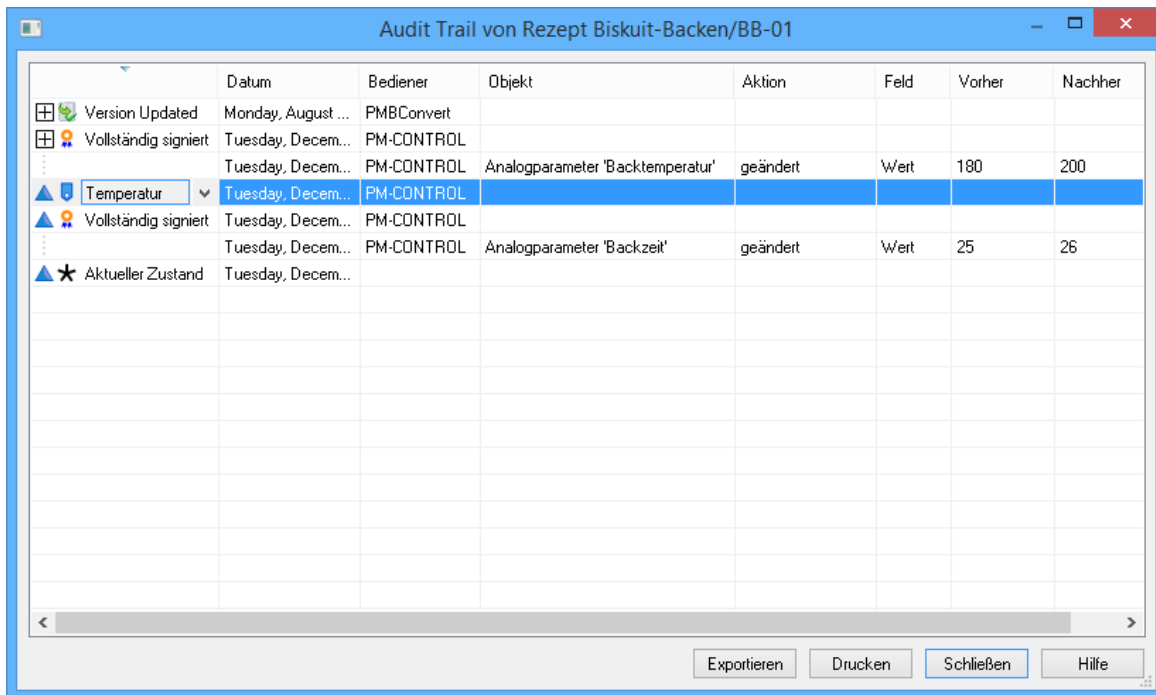 Audit Trail von Rezept Biskuit-Backen/BB-01
Datum Bediener Objekt Aktion Feld Vorher Nachher
Version Updated Monday, August ... PMBConvert
Vollständig signiert Tuesday, Decem... PM-CONTROL
Tuesday, Decem... PM-CONTROL Analogparameter 'Backtemperatur' geändert Wert 180 200
Temperatur Tuesday, Decem... PM-CONTROL
Vollständig signiert Tuesday, Decem... PM-CONTROL
Tuesday, Decem... PM-CONTROL Analogparameter 'Backzeit' geändert Wert 25 26
Aktueller Zustand Tuesday, Decem...
Exportieren Drucken Schließen Hilfe